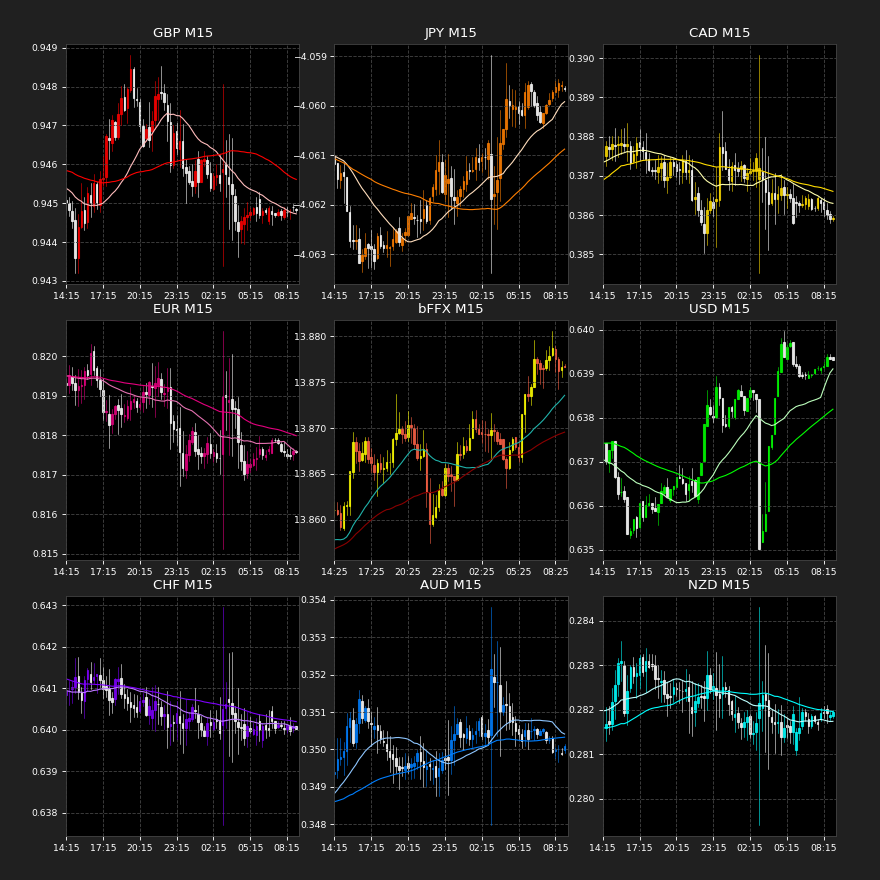 GBP M15
0.949
0.948
0.947
0.946
0.945
0.944
0.943
14:15 17:15 20:15 23:15 02:15 05:15 08:15
JPY M15
−4.059
−4.060
−4.061
−4.062
−4.063
14:15 17:15 20:15 23:15 02:15 05:15 08:15
CAD M15
0.390
0.389
0.388
0.387
0.386
0.385
14:15 17:15 20:15 23:15 02:15 05:15 08:15
EUR M15
0.820
0.819
0.818
0.817
0.816
0.815
14:15 17:15 20:15 23:15 02:15 05:15 08:15
bFFX M15
13.880
13.875
13.870
13.865
13.860
14:25 17:25 20:25 23:25 02:25 05:25 08:25
USD M15
0.640
0.639
0.638
0.637
0.636
0.635
14:15 17:15 20:15 23:15 02:15 05:15 08:15
CHF M15
0.643
0.642
0.641
0.640
0.639
0.638
14:15 17:15 20:15 23:15 02:15 05:15 08:15
AUD M15
0.354
0.353
0.352
0.351
0.350
0.349
0.348
14:15 17:15 20:15 23:15 02:15 05:15 08:15
NZD M15
0.284
0.283
0.282
0.281
0.280
14:15 17:15 20:15 23:15 02:15 05:15 08:15